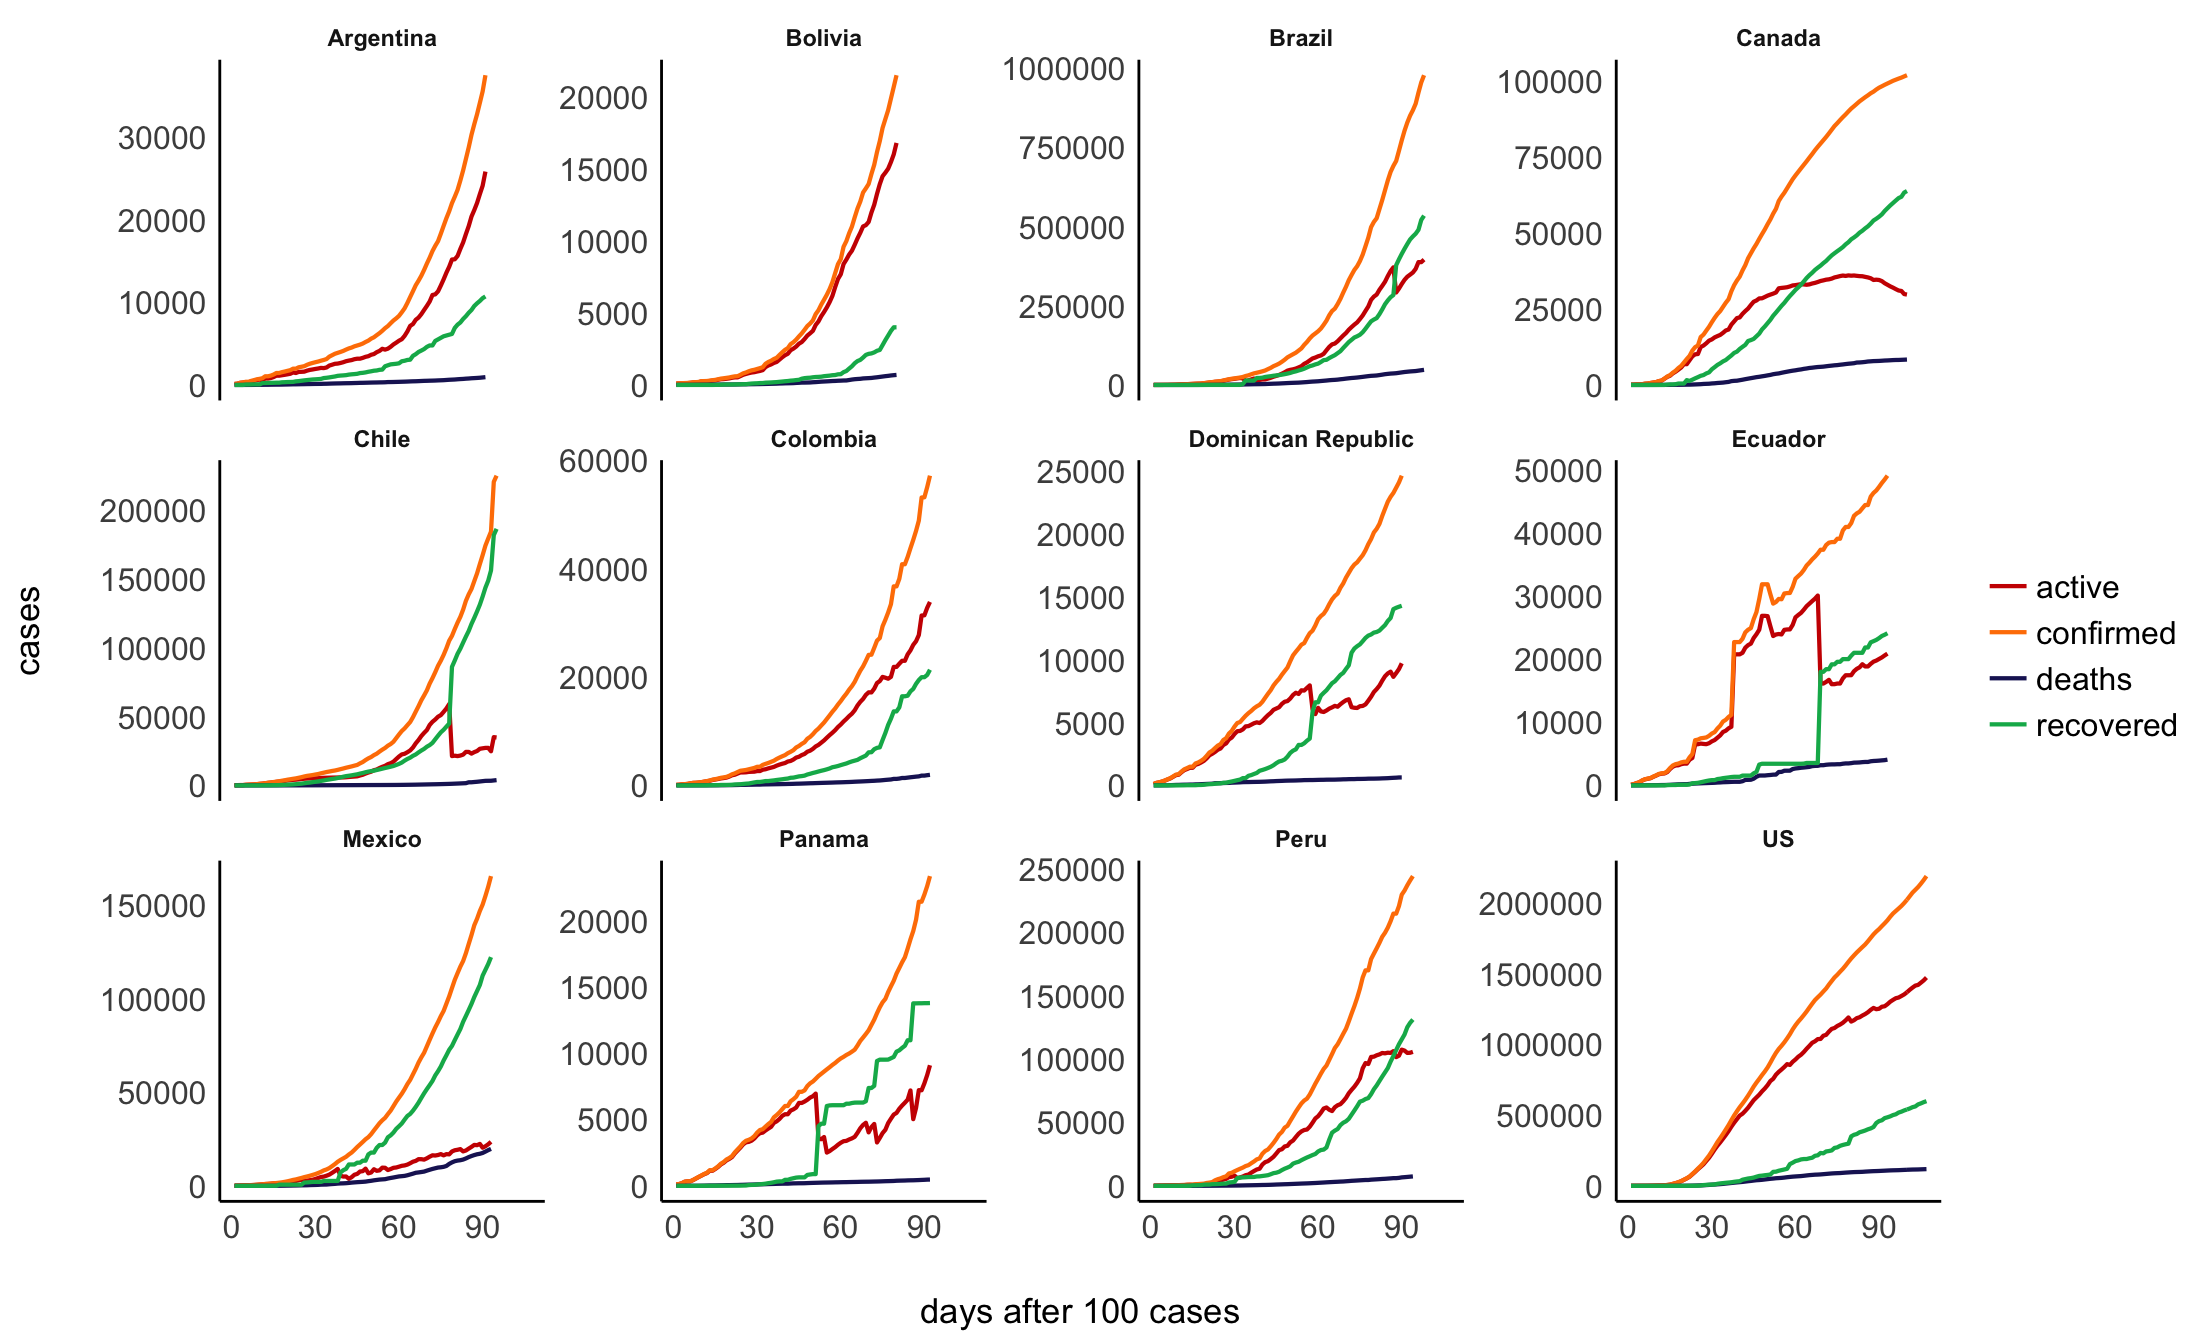 Argentina
Bolivia
Brazil
Canada
30000
20000
10000
0
20000
15000
10000
5000
0
1000000
750000
500000
250000
0
100000
75000
50000
25000
0
Chile
Colombia
Dominican Republic
Ecuador
200000
150000
100000
50000
0
60000
40000
20000
0
25000
20000
15000
10000
5000
0
50000
40000
30000
20000
10000
0
cases
active
confirmed
deaths
recovered
Mexico
Panama
Peru
US
150000
100000
50000
0
20000
15000
10000
5000
0
250000
200000
150000
100000
50000
0
2000000
1500000
1000000
500000
0
0 30 60 90
0 30 60 90
0 30 60 90
0 30 60 90
days after 100 cases